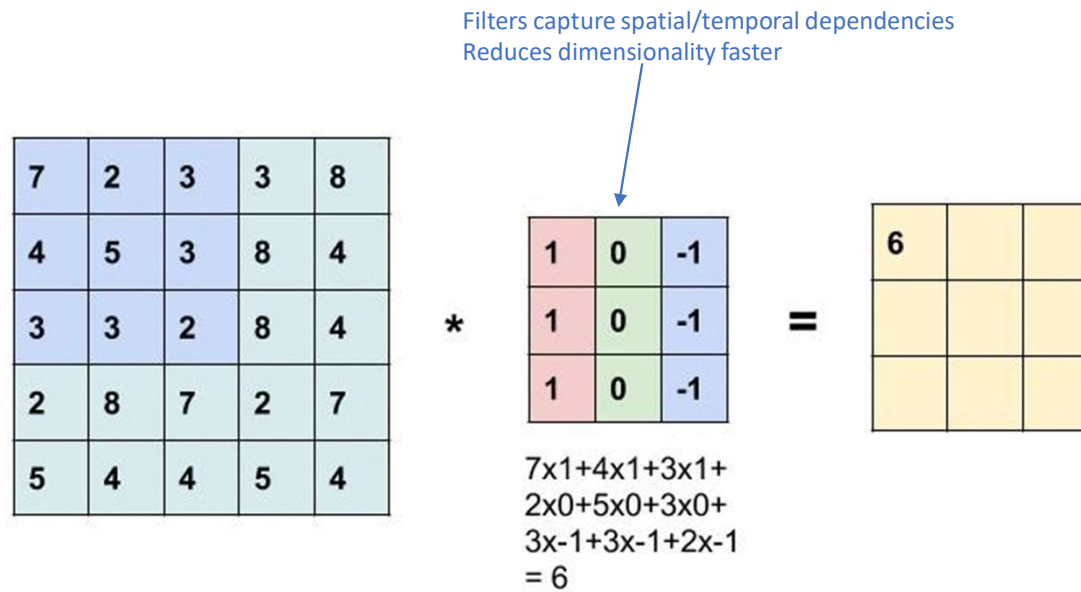 Filters capture spatial/temporal dependencies
Reduces dimensionality faster
7 2 3 3 8
4 5 3 8 4
3 3 2 8 4
2 8 7 2 7
5 4 4 5 4
*
1 0 -1
1 0 -1
1 0 -1
=
6
7x1+4x1+3x1+
2x0+5x0+3x0+
3x-1+3x-1+2x-1
= 6